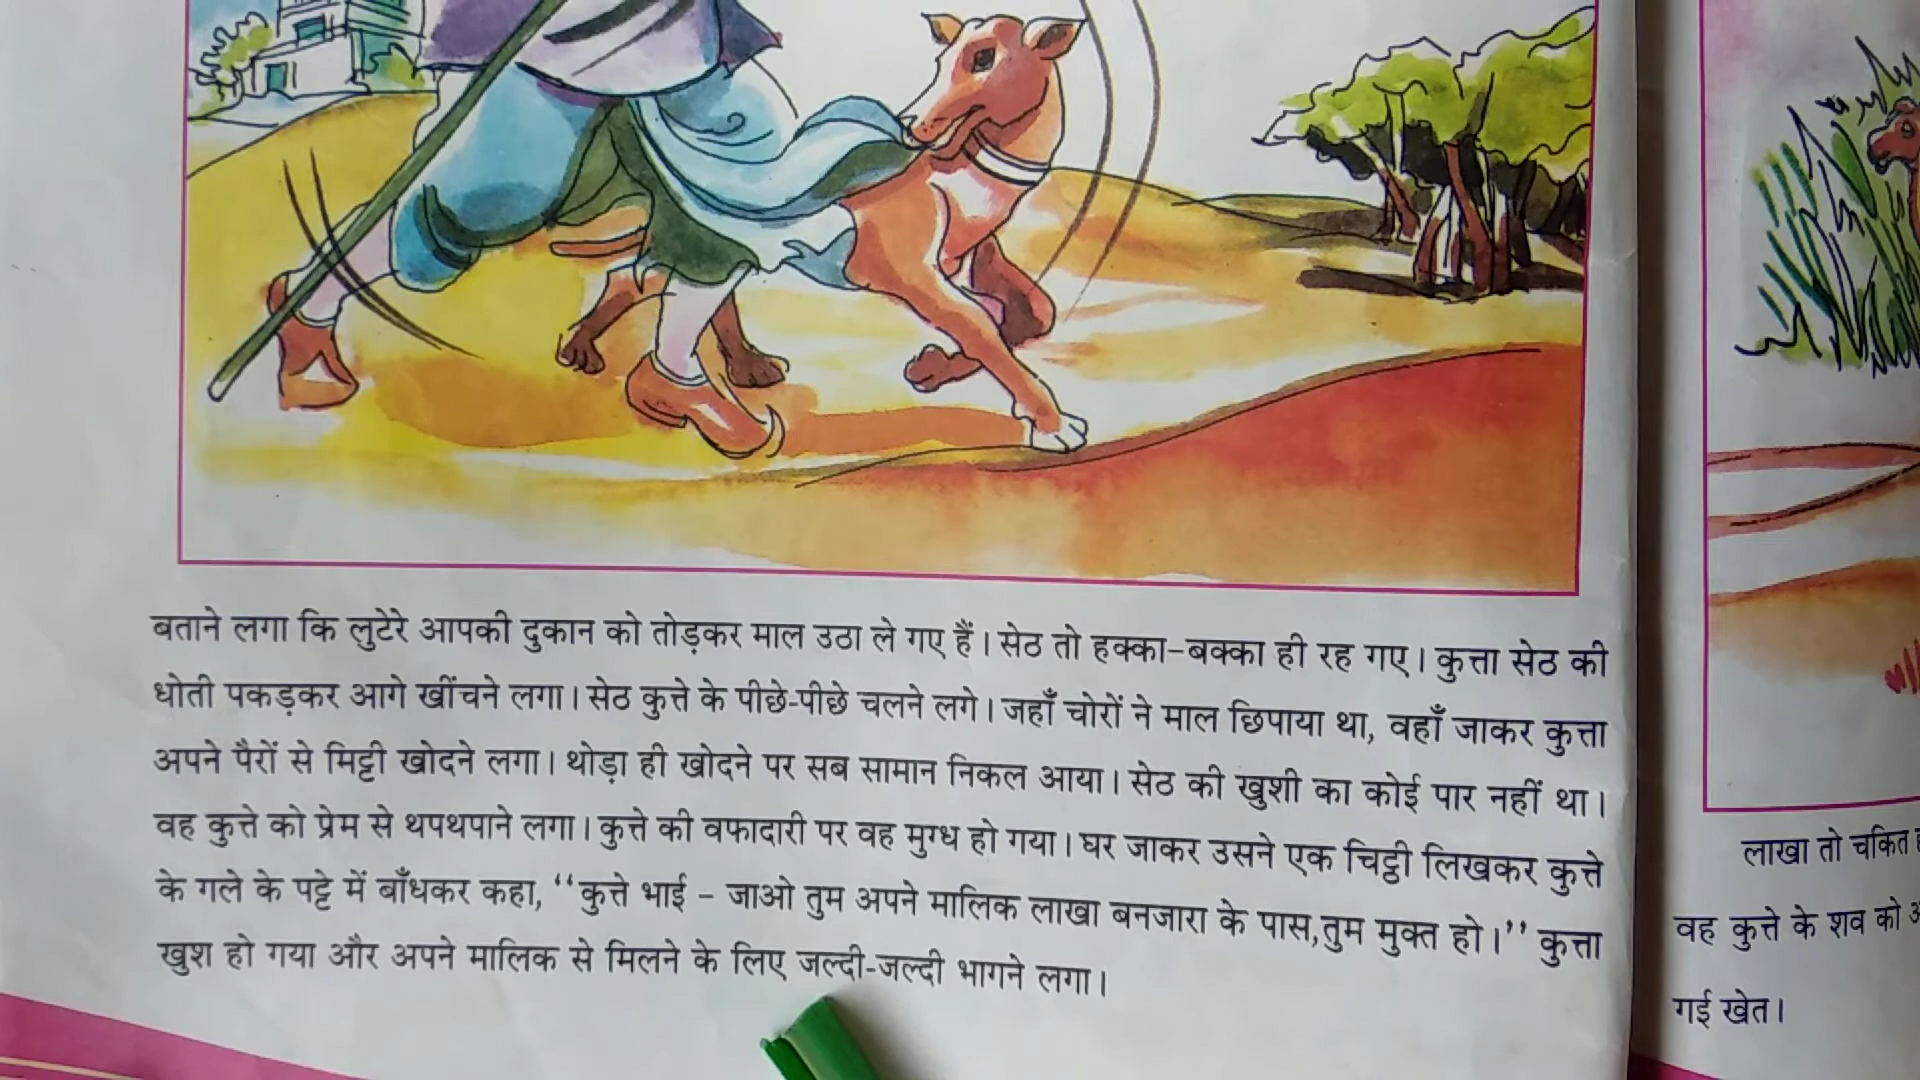 बताने लगा कि लुटेरे आपकी दुकान को तोड़कर माल उठा ले गए हैं। सेठ तो हक्का-बक्का ही रह गए। कुत्ता सेठ की
धोती पकड़कर आगे खींचने लगा। सेठ कुत्ते के पीछे-पीछे चलने लगे। जहाँ चोरों ने माल छिपाया था, वहाँ जाकर कुत्ता
अपने पैरों से मिट्टी खोदने लगा। थोड़ा ही खोदने पर सब सामान निकल आया। सेठ की खुशी का कोई पार नहीं था।
वह कुत्ते को प्रेम से थपथपाने लगा। कुत्ते की वफादारी पर वह मुग्ध हो गया। घर जाकर उसने एक चिट्ठी लिखकर कुत्ते
के गले के पट्टे में बाँधकर कहा, ‘‘कुत्ते भाई – जाओ तुम अपने मालिक लाखा बनजारा के पास,तुम मुक्त हो।’’ कुत्ता
खुश हो गया और अपने मालिक से मिलने के लिए जल्दी-जल्दी भागने लगा।
लाखा तो चकित
वह कुत्ते के शव को
गई खेत।